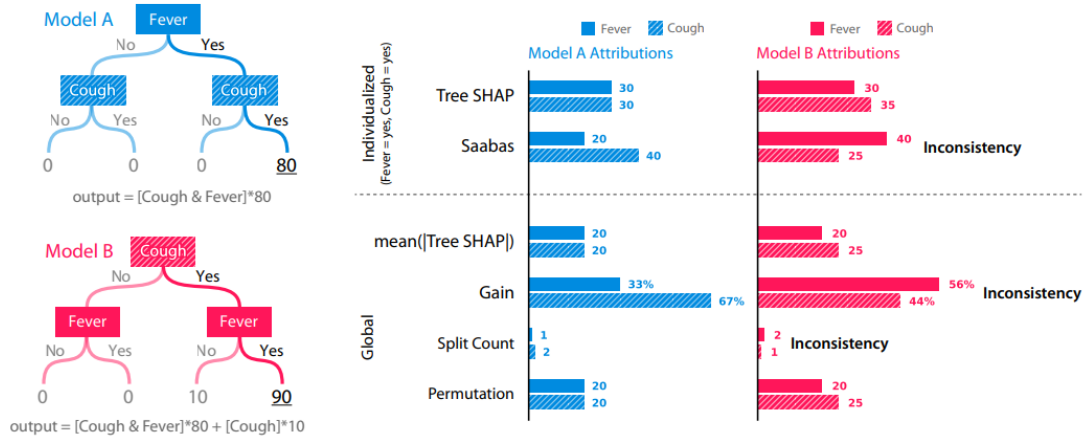 Model A
Fever
No
Yes
Cough
Cough
No
Yes
No
Yes
0
0
0
80
output = [Cough & Fever]*80
Model B
Cough
No
Yes
Fever
Fever
No
Yes
No
Yes
0
0
10
90
output = [Cough & Fever]*80 + [Cough]*10
Fever
Cough
Model A Attributions
Fever
Cough
Model B Attributions
Individualized
(Fever = yes, Cough = yes)
Tree SHAP
30
30
30
35
Saabas
20
40
40
25
Inconsistency
Global
mean(|Tree SHAP|)
20
20
20
25
Gain
33%
67%
56%
44%
Inconsistency
Split Count
1
2
2
1
Inconsistency
Permutation
20
20
20
25